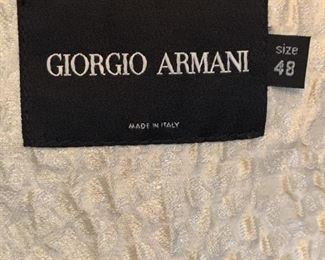 GIORGIO ARMANI
size
48
MADE IN ITALY